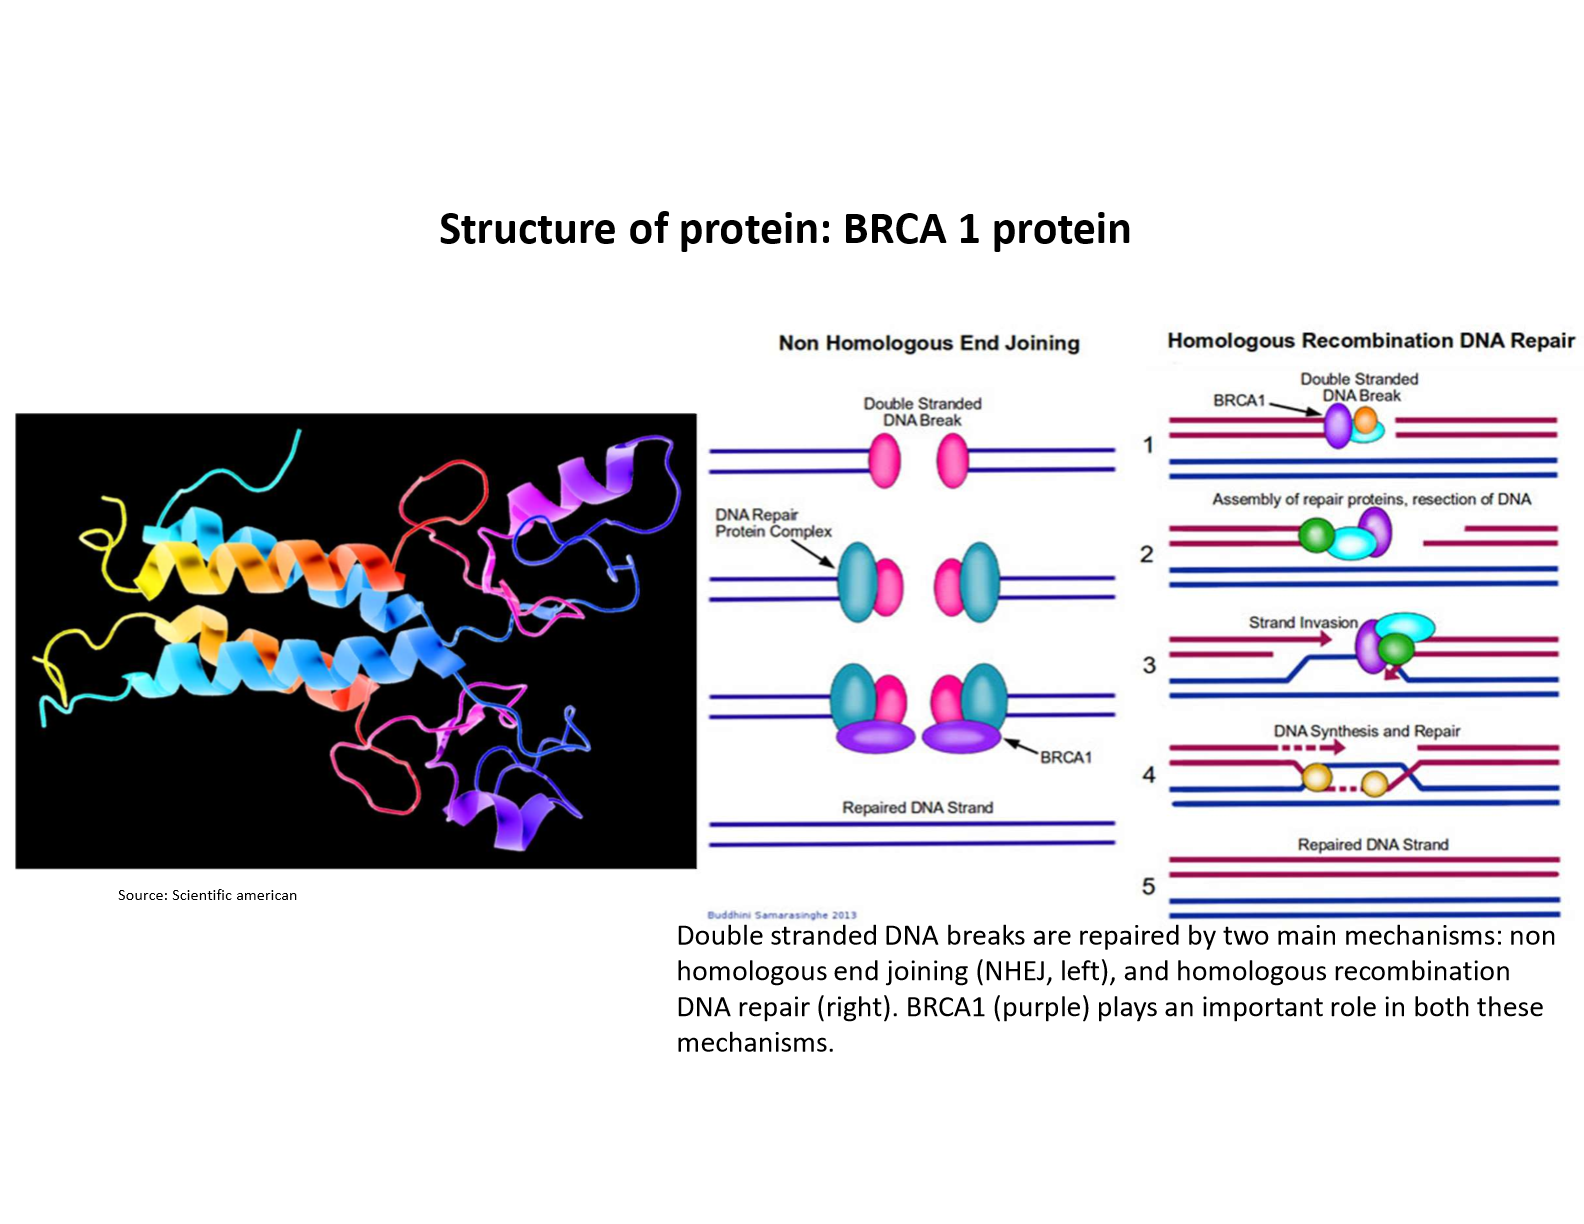 Structure of protein: BRCA 1 protein
Source: Scientific american
Non Homologous End Joining
Double Stranded
DNA Break
DNA Repair
Protein Complex
BRCA1
Repaired DNA Strand
Buddhini Samarasinghe 2013
Homologous Recombination DNA Repair
Double Stranded
DNA Break
BRCA1
1
Assembly of repair proteins, resection of DNA
2
Strand Invasion
3
DNA Synthesis and Repair
4
Repaired DNA Strand
5
Double stranded DNA breaks are repaired by two main mechanisms: non
homologous end joining (NHEJ, left), and homologous recombination
DNA repair (right). BRCA1 (purple) plays an important role in both these
mechanisms.